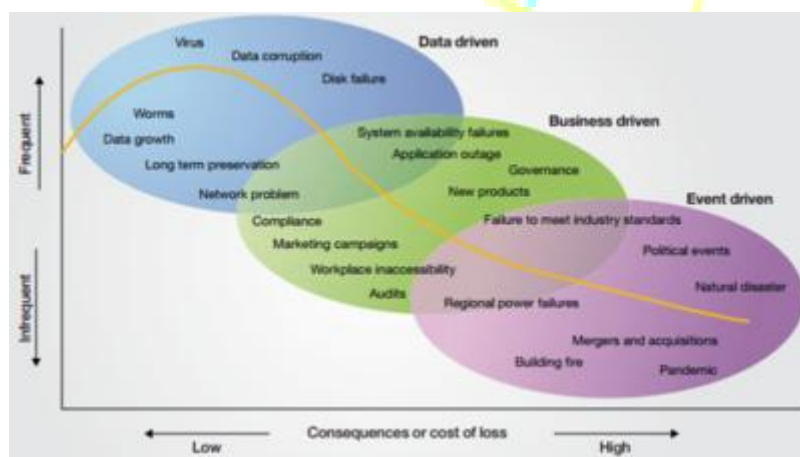 Virus
Data driven
Data corruption
Disk failure
Worms
Data growth
Long term preservation
Network problem
System availability failures
Business driven
Application outage
Governance
New products
Compliance
Marketing campaigns
Workplace inaccessibility
Audits
Event driven
Failure to meet industry standards
Political events
Natural disaster
Regional power failures
Mergers and acquisitions
Building fire
Pandemic
Frequent
Infrequent
Consequences or cost of loss
Low
High